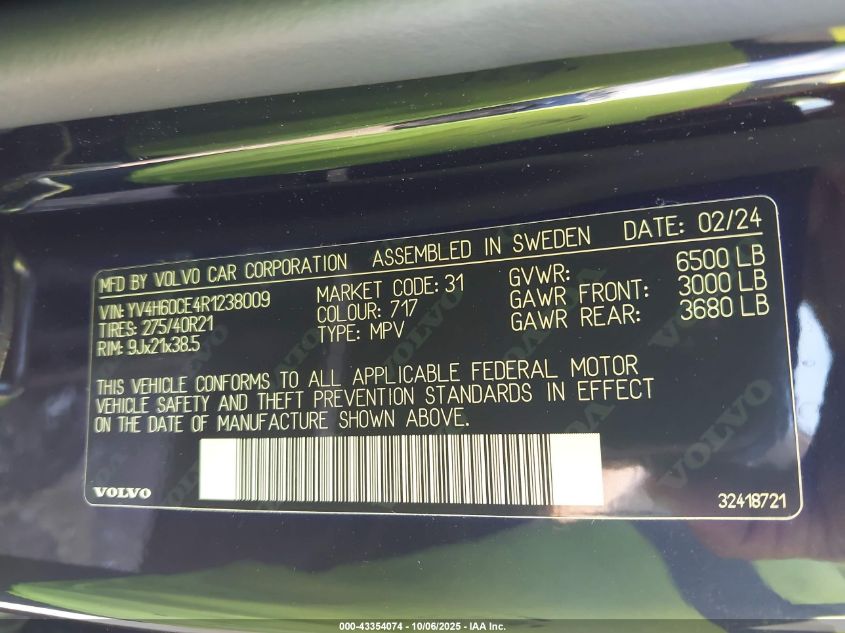 MFD BY VOLVO CAR CORPORATION ASSEMBLED IN SWEDEN DATE: 02/24
VIN: YV4H60CE4R1238009 MARKET CODE: 31 GVWR: 6500 LB
TIRES: 275/40R21 COLOUR: 717 GAWR FRONT: 3000 LB
RIM: 9Jx21x38.5 TYPE: MPV GAWR REAR: 3680 LB
THIS VEHICLE CONFORMS TO ALL APPLICABLE FEDERAL MOTOR
VEHICLE SAFETY AND THEFT PREVENTION STANDARDS IN EFFECT
ON THE DATE OF MANUFACTURE SHOWN ABOVE.
VOLVO 32418721
000-43354074 - 10/06/2025 - IAA Inc.